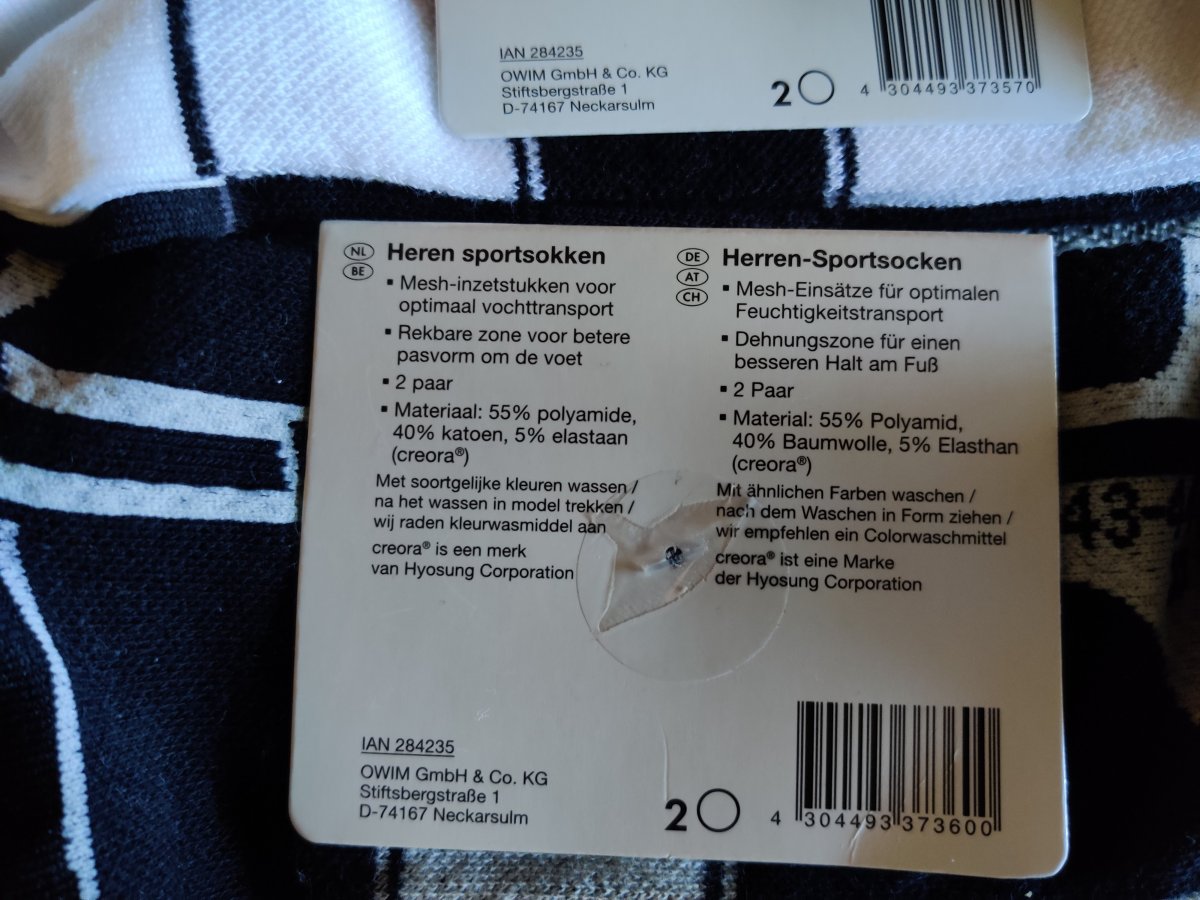 IAN 284235
OWIM GmbH & Co. KG
Stiftsbergstraße 1
D-74167 Neckarsulm
2
4 304493 373570
NL
BE
Heren sportsokken
▪ Mesh-inzetstukken voor
optimaal vochttransport
▪ Rekbare zone voor betere
pasvorm om de voet
▪ 2 paar
▪ Materiaal: 55% polyamide,
40% katoen, 5% elastaan
(creora®)
Met soortgelijke kleuren wassen /
na het wassen in model trekken /
wij raden kleurwasmiddel aan
creora® is een merk
van Hyosung Corporation
DE
AT
CH
Herren-Sportsocken
▪ Mesh-Einsätze für optimalen
Feuchtigkeitstransport
▪ Dehnungszone für einen
besseren Halt am Fuß
▪ 2 Paar
▪ Material: 55% Polyamid,
40% Baumwolle, 5% Elasthan
(creora®)
Mit ähnlichen Farben waschen /
nach dem Waschen in Form ziehen /
wir empfehlen ein Colorwaschmittel
creora® ist eine Marke
der Hyosung Corporation
43-
IAN 284235
OWIM GmbH & Co. KG
Stiftsbergstraße 1
D-74167 Neckarsulm
2
4 304493 373600